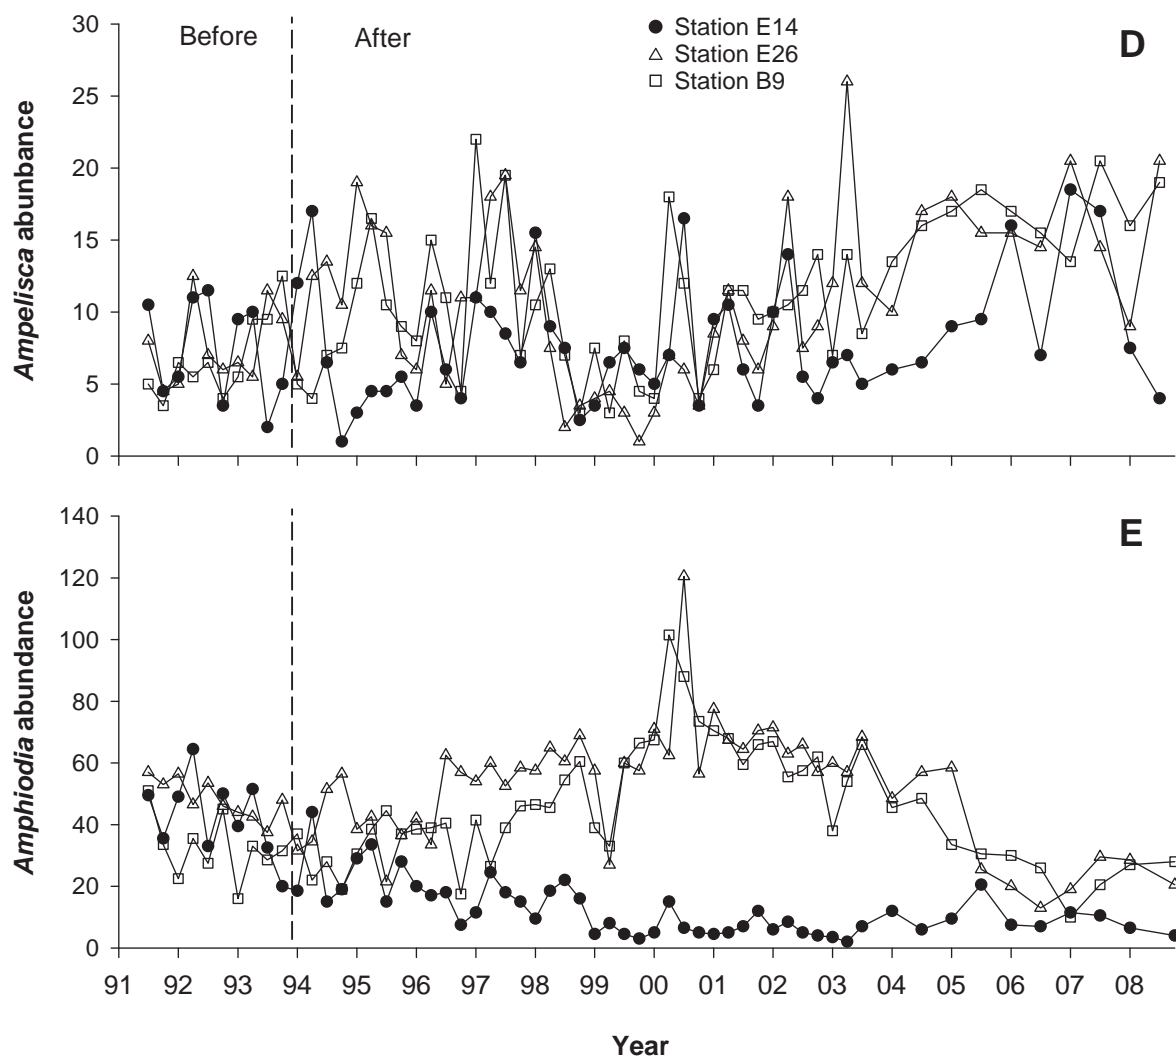 30
25
20
15
10
5
0
Before
After
Station E14
Station E26
Station B9
D
Ampelisca abunbance
140
120
100
80
60
40
20
0
E
Amphiodia abundance
91 92 93 94 95 96 97 98 99 00 01 02 03 04 05 06 07 08
Year